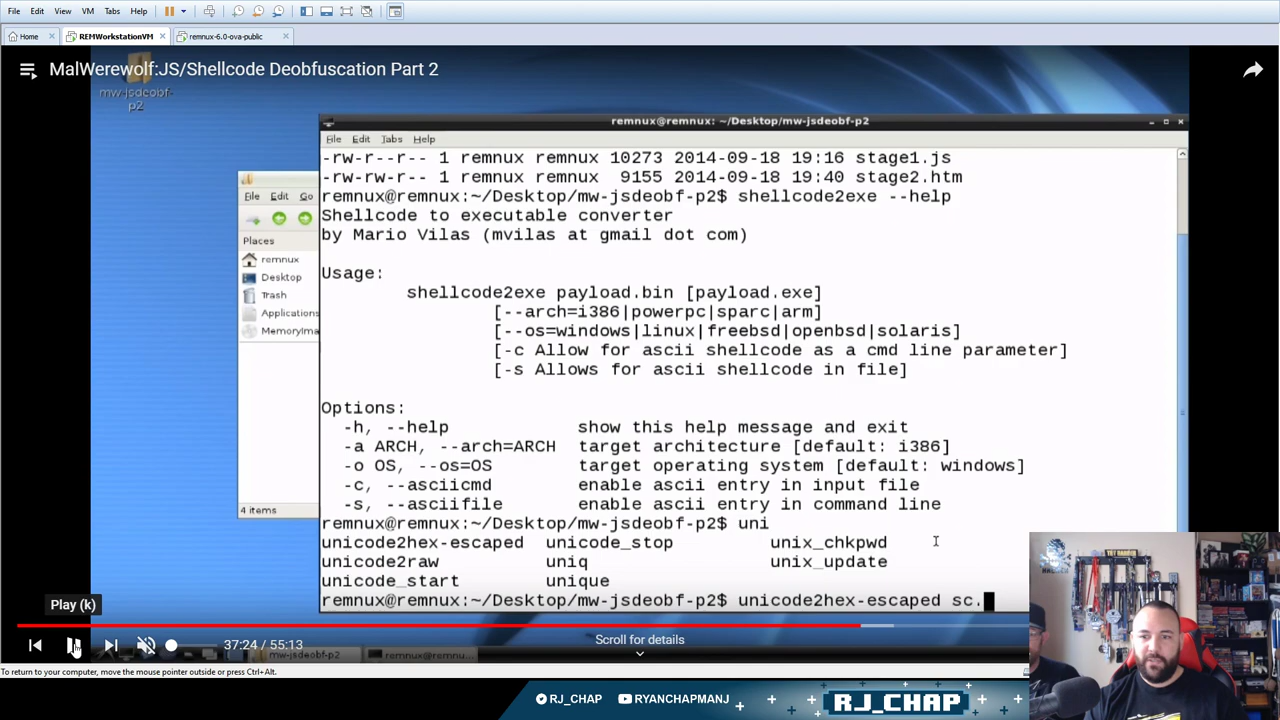 File Edit View VM Tabs Help
Home REMWorkstationVM remnux-6.0-ova-public
MalWerewolf:JS/Shellcode Deobfuscation Part 2
mw-jsdeobf-
p2
remnux@remnux: ~/Desktop/mw-jsdeobf-p2
File Edit Tabs Help
-rw-r--r-- 1 remnux remnux 10273 2014-09-18 19:16 stage1.js
-rw-rw-r-- 1 remnux remnux 9155 2014-09-18 19:40 stage2.htm
remnux@remnux:~/Desktop/mw-jsdeobf-p2$ shellcode2exe --help
Shellcode to executable converter
by Mario Vilas (mvilas at gmail dot com)
Usage:
shellcode2exe payload.bin [payload.exe]
[--arch=i386|powerpc|sparc|arm]
[--os=windows|linux|freebsd|openbsd|solaris]
[-c Allow for ascii shellcode as a cmd line parameter]
[-s Allows for ascii shellcode in file]
Options:
-h, --help show this help message and exit
-a ARCH, --arch=ARCH target architecture [default: i386]
-o OS, --os=OS target operating system [default: windows]
-c, --asciicmd enable ascii entry in input file
-s, --asciifile enable ascii entry in command line
remnux@remnux:~/Desktop/mw-jsdeobf-p2$ uni
unicode2hex-escaped unicode_stop unix_chkpwd
unicode2raw uniq unix_update
unicode_start unique
remnux@remnux:~/Desktop/mw-jsdeobf-p2$ unicode2hex-escaped sc.
File Edit Go
Places
remnux
Desktop
Trash
Applications
MemoryIma
4 items
Play (k)
37:24 / 55:13
Scroll for details
mw-jsdeobf-p2 remnux@remnu...
To return to your computer, move the mouse pointer outside or press Ctrl+Alt.
RJ_CHAP RYANCHAPMANJ RJ_CHAP